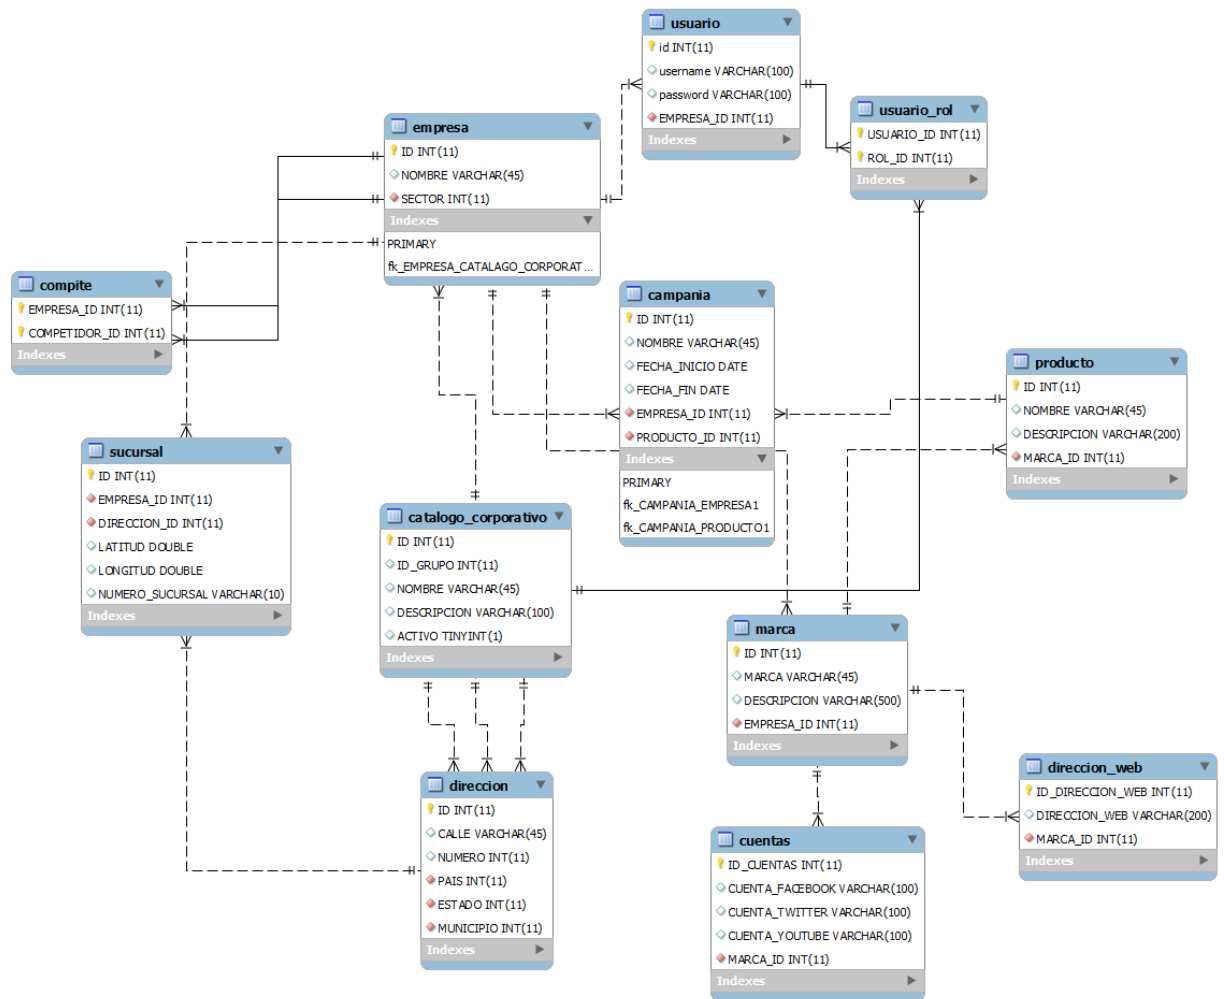 usuario
id INT(11)
username VARCHAR(100)
password VARCHAR(100)
EMPRESA_ID INT(11)
Indexes
usuario_rol
USUARIO_ID INT(11)
ROL_ID INT(11)
Indexes
empresa
ID INT(11)
NOMBRE VARCHAR(45)
SECTOR INT(11)
Indexes
PRIMARY
fk_EMPRESA_CATALAGO_CORPORAT...
compite
EMPRESA_ID INT(11)
COMPETIDOR_ID INT(11)
Indexes
campania
ID INT(11)
NOMBRE VARCHAR(45)
FECHA_INICIO DATE
FECHA_FIN DATE
EMPRESA_ID INT(11)
PRODUCTO_ID INT(11)
Indexes
PRIMARY
fk_CAMPANIA_EMPRESA1
fk_CAMPANIA_PRODUCTO1
producto
ID INT(11)
NOMBRE VARCHAR(45)
DESCRIPCION VARCHAR(200)
MARCA_ID INT(11)
Indexes
sucursal
ID INT(11)
EMPRESA_ID INT(11)
DIRECCION_ID INT(11)
LATITUD DOUBLE
LONGITUD DOUBLE
NUMERO_SUCURSAL VARCHAR(10)
Indexes
catalogo_corporativo
ID INT(11)
ID_GRUPO INT(11)
NOMBRE VARCHAR(45)
DESCRIPCION VARCHAR(100)
ACTIVO TINYINT(1)
Indexes
marca
ID INT(11)
MARCA VARCHAR(45)
DESCRIPCION VARCHAR(500)
EMPRESA_ID INT(11)
Indexes
direccion
ID INT(11)
CALLE VARCHAR(45)
NUMERO INT(11)
PAIS INT(11)
ESTADO INT(11)
MUNICIPIO INT(11)
Indexes
direccion_web
ID_DIRECCION_WEB INT(11)
DIRECCION_WEB VARCHAR(200)
MARCA_ID INT(11)
Indexes
cuentas
ID_CUENTAS INT(11)
CUENTA_FACEBOOK VARCHAR(100)
CUENTA_TWITTER VARCHAR(100)
CUENTA_YOUTUBE VARCHAR(100)
MARCA_ID INT(11)
Indexes